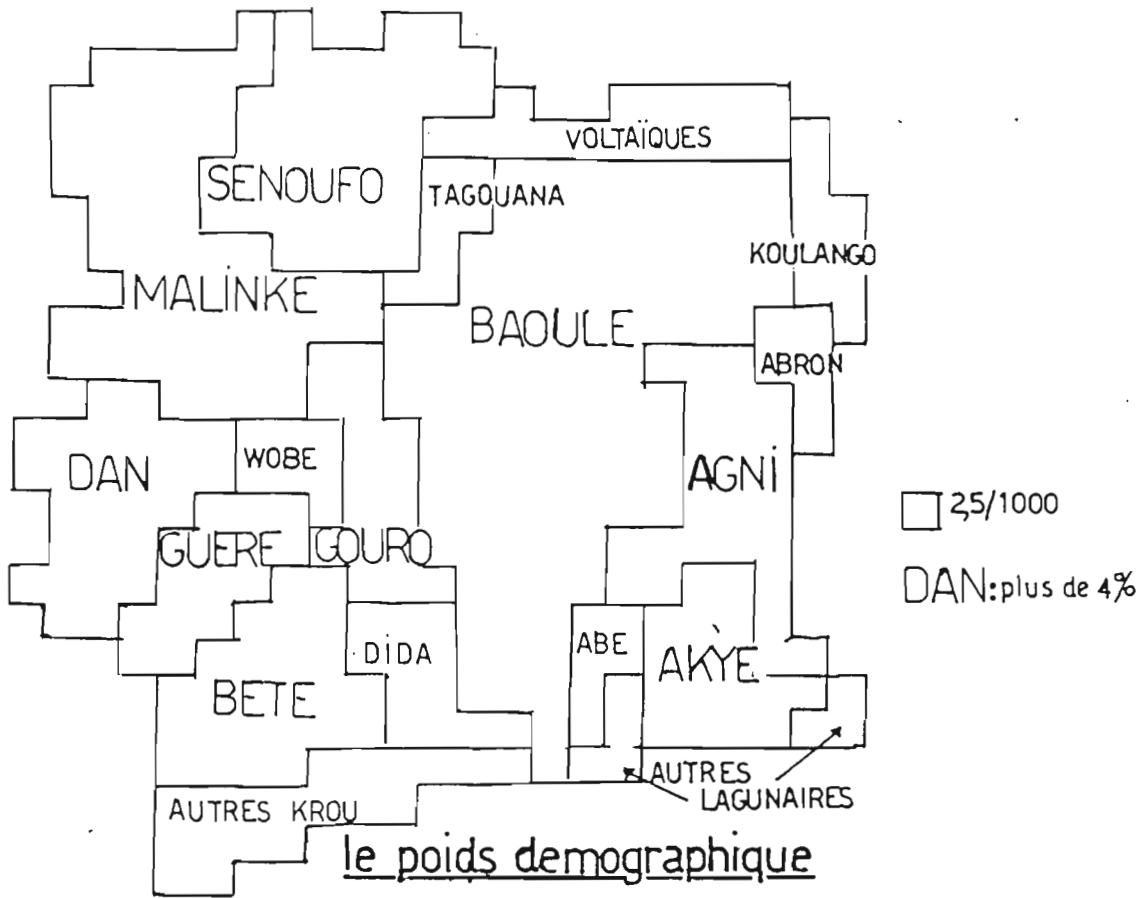 VOLTAÏQUES
SENOUFO
TAGOUANA
KOULANGO
MALINKE
BAOULE
ABRON
DAN
WOBE
AGNI
2,5/1000
GUERE
GOURO
DAN: plus de 4%
ABE
DIDA
AKYE
BETE
AUTRES
LAGUNAIRES
AUTRES KROU
le poids demographique